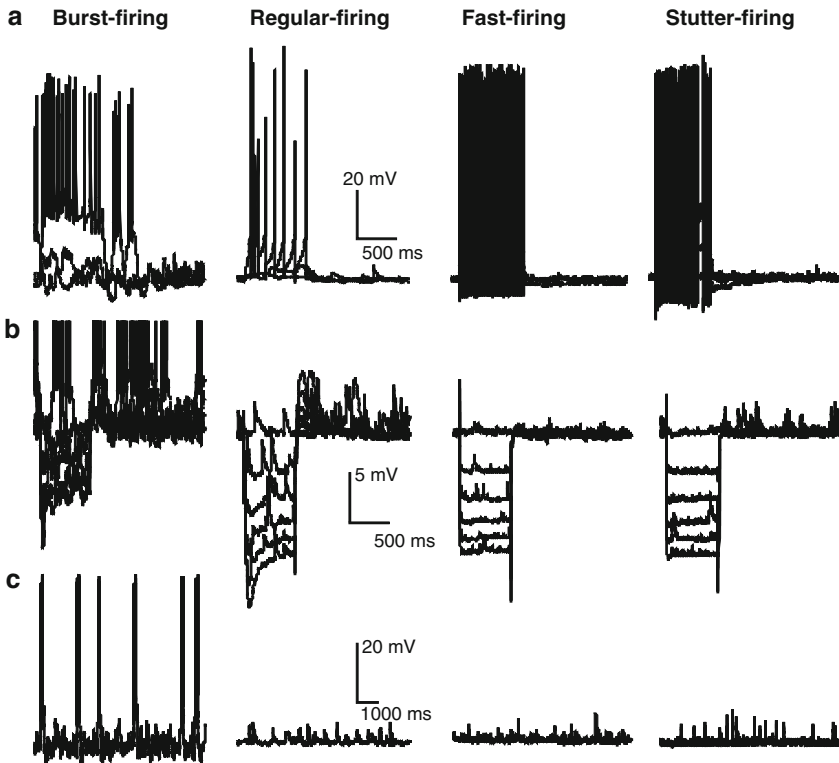 a
Burst-firing
Regular-firing
Fast-firing
Stutter-firing
20 mV
500 ms
b
5 mV
500 ms
c
20 mV
1000 ms